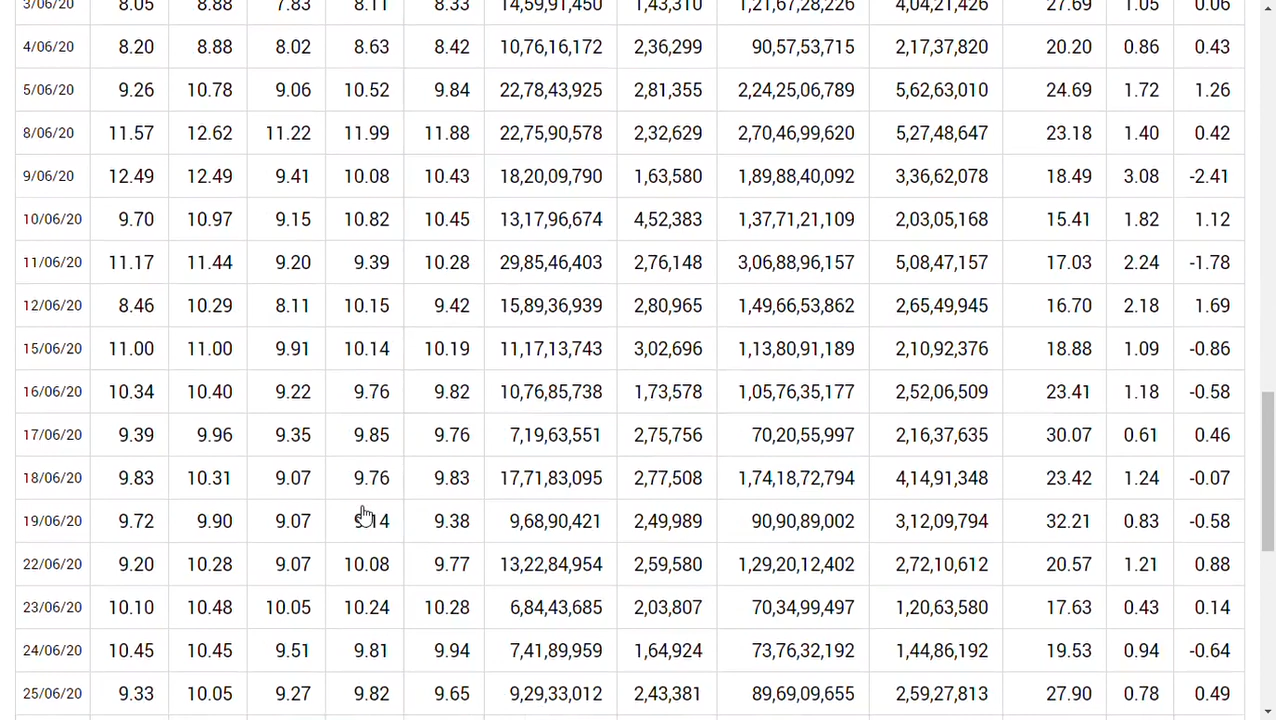 3/06/20 8.05 8.88 7.83 8.11 8.33 14,59,91,450 1,43,310 1,21,67,28,226 4,04,21,426 27.69 1.05 0.06
4/06/20 8.20 8.88 8.02 8.63 8.42 10,76,16,172 2,36,299 90,57,53,715 2,17,37,820 20.20 0.86 0.43
5/06/20 9.26 10.78 9.06 10.52 9.84 22,78,43,925 2,81,355 2,24,25,06,789 5,62,63,010 24.69 1.72 1.26
8/06/20 11.57 12.62 11.22 11.99 11.88 22,75,90,578 2,32,629 2,70,46,99,620 5,27,48,647 23.18 1.40 0.42
9/06/20 12.49 12.49 9.41 10.08 10.43 18,20,09,790 1,63,580 1,89,88,40,092 3,36,62,078 18.49 3.08 -2.41
10/06/20 9.70 10.97 9.15 10.82 10.45 13,17,96,674 4,52,383 1,37,71,21,109 2,03,05,168 15.41 1.82 1.12
11/06/20 11.17 11.44 9.20 9.39 10.28 29,85,46,403 2,76,148 3,06,88,96,157 5,08,47,157 17.03 2.24 -1.78
12/06/20 8.46 10.29 8.11 10.15 9.42 15,89,36,939 2,80,965 1,49,66,53,862 2,65,49,945 16.70 2.18 1.69
15/06/20 11.00 11.00 9.91 10.14 10.19 11,17,13,743 3,02,696 1,13,80,91,189 2,10,92,376 18.88 1.09 -0.86
16/06/20 10.34 10.40 9.22 9.76 9.82 10,76,85,738 1,73,578 1,05,76,35,177 2,52,06,509 23.41 1.18 -0.58
17/06/20 9.39 9.96 9.35 9.85 9.76 7,19,63,551 2,75,756 70,20,55,997 2,16,37,635 30.07 0.61 0.46
18/06/20 9.83 10.31 9.07 9.76 9.83 17,71,83,095 2,77,508 1,74,18,72,794 4,14,91,348 23.42 1.24 -0.07
19/06/20 9.72 9.90 9.07 9.38 9,68,90,421 2,49,989 90,90,89,002 3,12,09,794 32.21 0.83 -0.58
22/06/20 9.20 10.28 9.07 10.08 9.77 13,22,84,954 2,59,580 1,29,20,12,402 2,72,10,612 20.57 1.21 0.88
23/06/20 10.10 10.48 10.05 10.24 10.28 6,84,43,685 2,03,807 70,34,99,497 1,20,63,580 17.63 0.43 0.14
24/06/20 10.45 10.45 9.51 9.81 9.94 7,41,89,959 1,64,924 73,76,32,192 1,44,86,192 19.53 0.94 -0.64
25/06/20 9.33 10.05 9.27 9.82 9.65 9,29,33,012 2,43,381 89,69,09,655 2,59,27,813 27.90 0.78 0.49